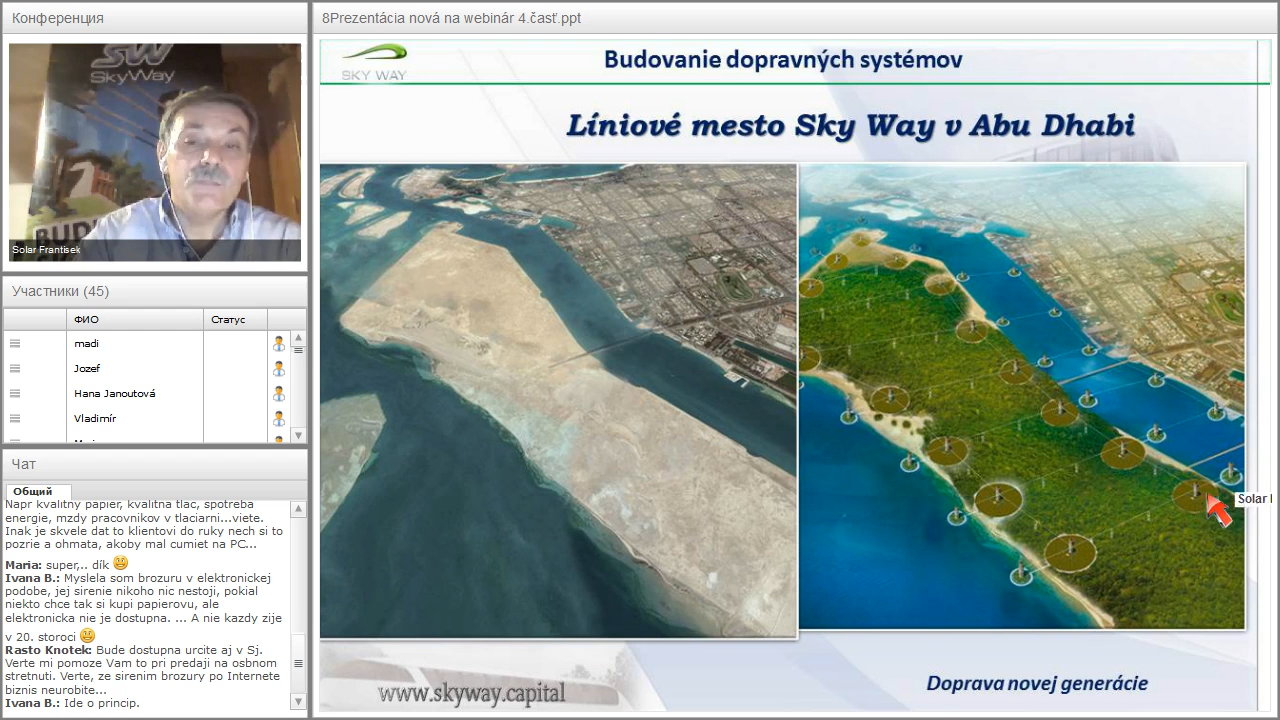 Конференция
SW
SkyWay
BUD
Solar Frantisek
Участники (45)
ФИО
Статус
madi
Jozef
Hana Janoutová
Vladimír
Чат
Общий
Napr kvalitny papier, kvalitna tlac, spotreba
energie, mzdy pracovnikov v tlaciarni...viete.
Inak je skvele dat to klientovi do ruky nech si to
pozrie a ohmata, akoby mal cumiet na PC...
Maria: super,.. dík
Ivana B.: Myslela som brozuru v elektronickej
podobe, jej sirenie nikoho nic nestoji, pokial
niekto chce tak si kupi papierovu, ale
elektronicka nie je dostupna. ... A nie kazdy zije
v 20. storoci
Rasto Knotek: Bude dostupna urcite aj v Sj.
Verte mi pomoze Vam to pri predaji na osbnom
stretnuti. Verte, ze sirenim brozury po Internete
biznis neurobite...
Ivana B.: Ide o princip.
8Prezentácia nová na webinár 4.časť.ppt
SKY WAY
Budovanie dopravných systémov
Líniové mesto Sky Way v Abu Dhabi
Solar
www.skyway.capital
Doprava novej generácie